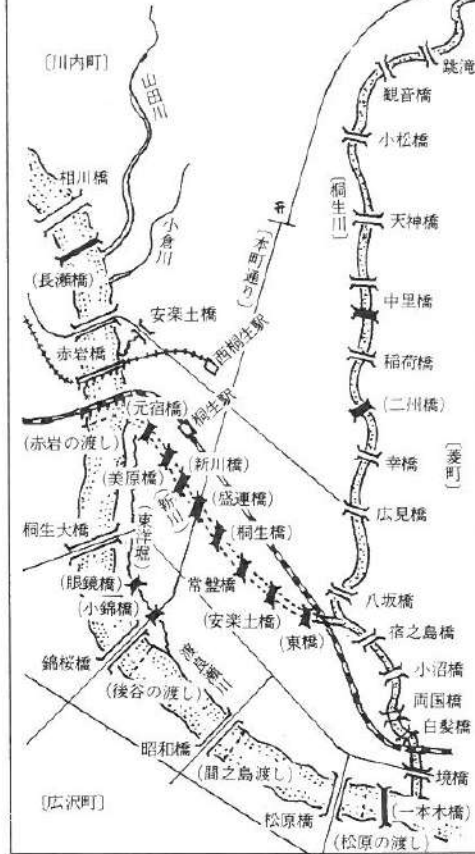 〔川内町〕
山田川
相川橋
小倉川
(長瀬橋)
安楽土橋
赤岩橋
西桐生駅
桐生駅
(元宿橋)
(赤岩の渡し)
(美原橋)
(新川橋)
(新川)
(盛運橋)
(桐生橋)
桐生大橋
(東洋堀)
(眼鏡橋)
常盤橋
(小錦橋)
(安楽土橋)
(東橋)
錦桜橋
渡良瀬川
(後谷の渡し)
昭和橋
(間之島渡し)
〔広沢町〕
松原橋
(松原の渡し)
(一本木橋)
〔本町通り〕
跳滝
観音橋
小松橋
〔桐生川〕
天神橋
中里橋
稲荷橋
(二州橋)
〔菱町〕
幸橋
広見橋
八坂橋
宿之島橋
小沼橋
両国橋
白髪橋
境橋